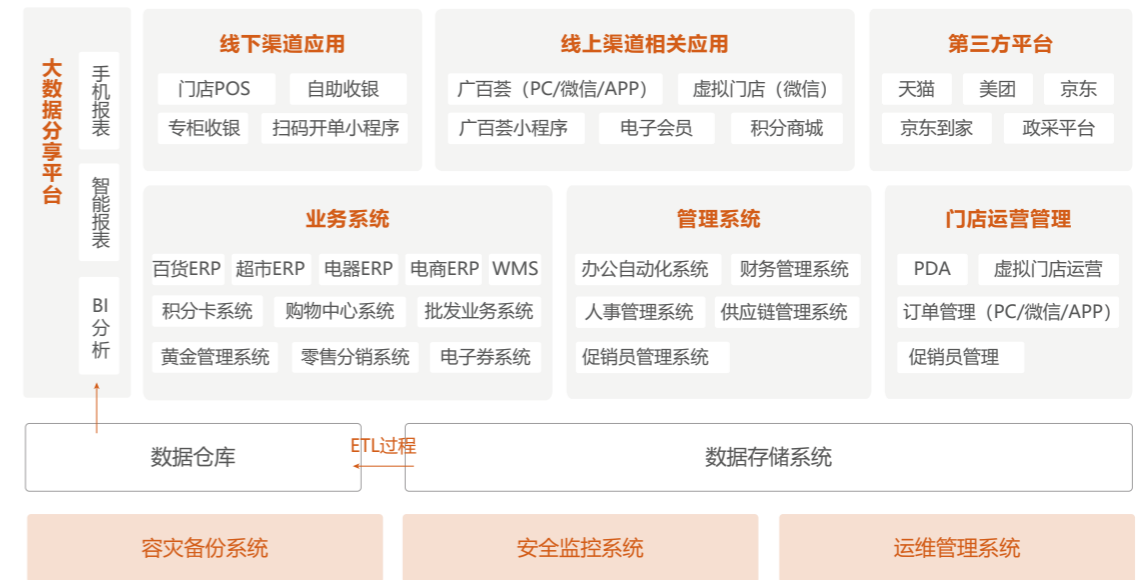 大数据分享平台
手机报表
智能报表
BI分析
线下渠道应用
门店POS 自助收银
专柜收银 扫码开单小程序
线上渠道相关应用
广百荟（PC/微信/APP） 虚拟门店（微信）
广百荟小程序 电子会员 积分商城
第三方平台
天猫 美团 京东
京东到家 政采平台
业务系统
百货ERP 超市ERP 电器ERP 电商ERP WMS
积分卡系统 购物中心系统 批发业务系统
黄金管理系统 零售分销系统 电子券系统
管理系统
办公自动化系统 财务管理系统
人事管理系统 供应链管理系统
促销员管理系统
门店运营管理
PDA 虚拟门店运营
订单管理（PC/微信/APP）
促销员管理
数据仓库 ETL过程 数据存储系统
容灾备份系统 安全监控系统 运维管理系统